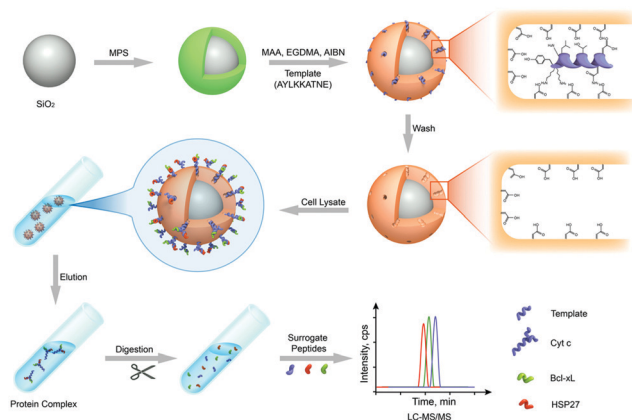 MPS
MAA, EGDMA, AIBN
Template
(AYLKKATNE)
SiO2
Wash
Cell Lysate
Elution
Digestion
Surrogate
Peptides
Protein Complex
Intensity, cps
Time, min
LC-MS/MS
Template
Cyt c
Bcl-xL
HSP27